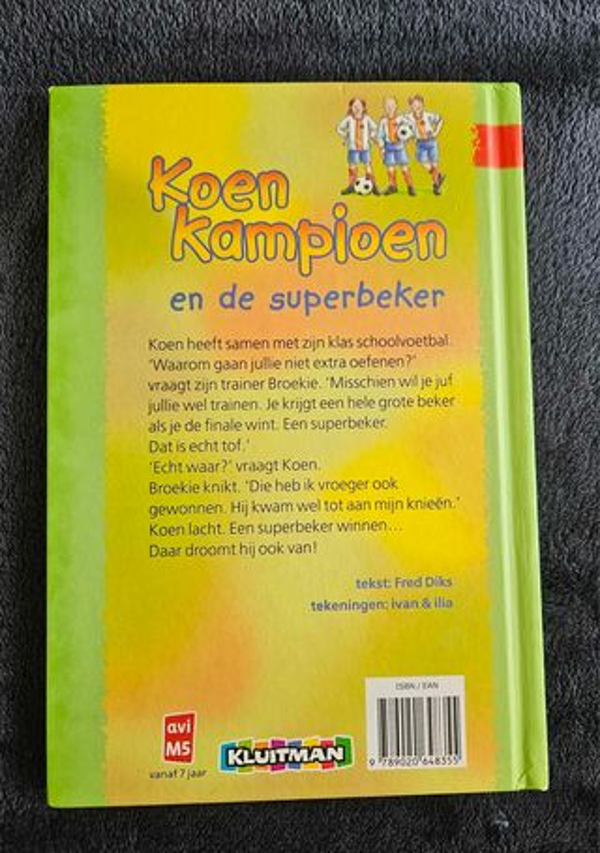 Koen
Kampioen
en de superbeker
Koen heeft samen met zijn klas schoolvoetbal.
'Waarom gaan jullie niet extra oefenen?'
vraagt zijn trainer Broekie. 'Misschien wil je juf
jullie wel trainen. Je krijgt een hele grote beker
als je de finale wint. Een superbeker.
Dat is echt tof.'
'Echt waar?' vraagt Koen.
Broekie knikt. 'Die heb ik vroeger ook
gewonnen. Hij kwam wel tot aan mijn knieën.'
Koen lacht. Een superbeker winnen...
Daar droomt hij ook van!
tekst: Fred Diks
tekeningen: ivan & ilia
ISBN / EAN
9 789020 648355
avi
M5
vanaf 7 jaar
KLUITMAN